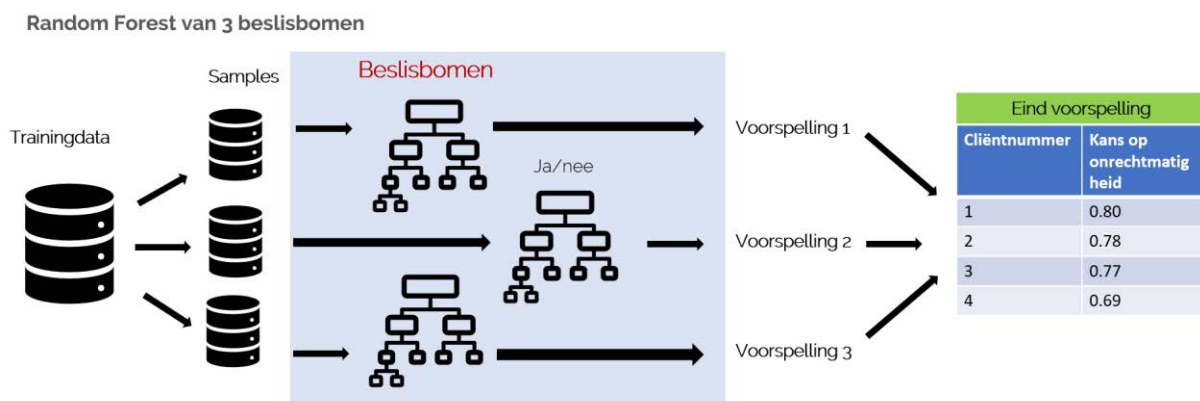 Random Forest van 3 beslisbomen
Trainingdata
Samples
Beslisbomen
Ja/nee
Voorspelling 1
Voorspelling 2
Voorspelling 3
Eind voorspelling
Cliëntnummer
Kans op
onrechtmatig
heid
1 0.80
2 0.78
3 0.77
4 0.69